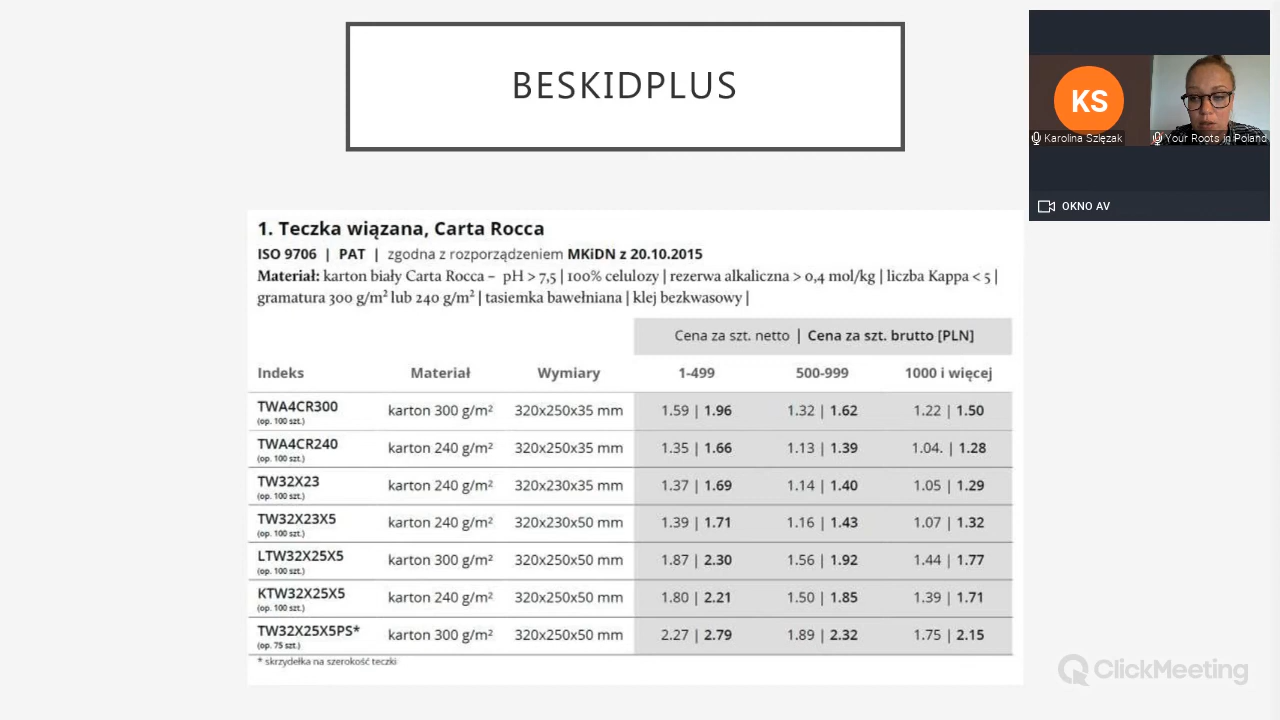 BESKIDPLUS
KS
Karolina Szlęzak
Your Roots in Poland
OKNO AV
1. Teczka wiązana, Carta Rocca
ISO 9706 | PAT | zgodna z rozporządzeniem MKiDN z 20.10.2015
Materiał: karton biały Carta Rocca – pH > 7,5 | 100% celulozy | rezerwa alkaliczna > 0,4 mol/kg | liczba Kappa < 5 |
gramatura 300 g/m² lub 240 g/m² | tasiemka bawełniana | klej bezkwasowy |
Cena za szt. netto | Cena za szt. brutto [PLN]
Indeks Materiał Wymiary 1-499 500-999 1000 i więcej
TWA4CR300 karton 300 g/m² 320x250x35 mm 1.59 | 1.96 1.32 | 1.62 1.22 | 1.50
(op. 100 szt.)
TWA4CR240 karton 240 g/m² 320x250x35 mm 1.35 | 1.66 1.13 | 1.39 1.04. | 1.28
(op. 100 szt.)
TW32X23 karton 240 g/m² 320x230x35 mm 1.37 | 1.69 1.14 | 1.40 1.05 | 1.29
(op. 100 szt.)
TW32X23X5 karton 240 g/m² 320x230x50 mm 1.39 | 1.71 1.16 | 1.43 1.07 | 1.32
(op. 100 szt.)
LTW32X25X5 karton 300 g/m² 320x250x50 mm 1.87 | 2.30 1.56 | 1.92 1.44 | 1.77
(op. 100 szt.)
KTW32X25X5 karton 240 g/m² 320x250x50 mm 1.80 | 2.21 1.50 | 1.85 1.39 | 1.71
(op. 100 szt.)
TW32X25X5PS* karton 300 g/m² 320x250x50 mm 2.27 | 2.79 1.89 | 2.32 1.75 | 2.15
(op. 75 szt.)
* skrzydełka na szerokość teczki
ClickMeeting